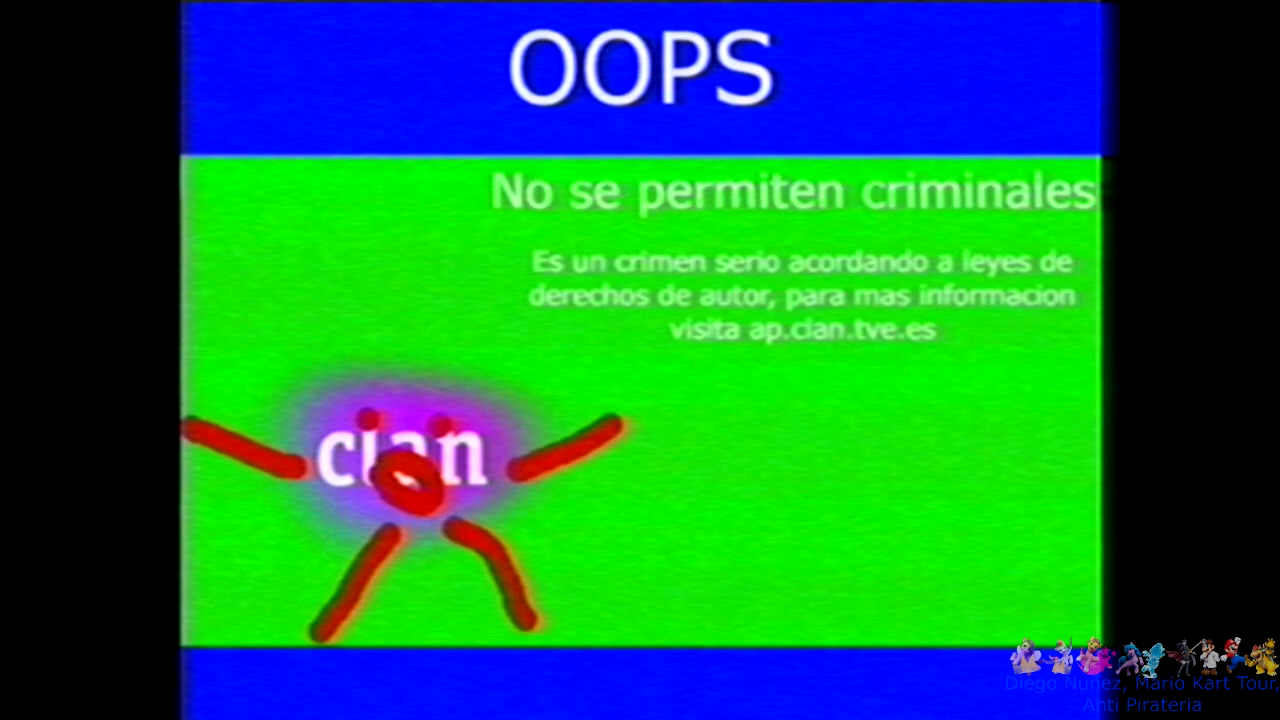 OOPS
No se permiten criminales
Es un crimen serio acordando a leyes de
derechos de autor, para mas informacion
visita ap.clan.tve.es
clan
Diego Nuñez, Mario Kart Tour,
Anti Pirateria